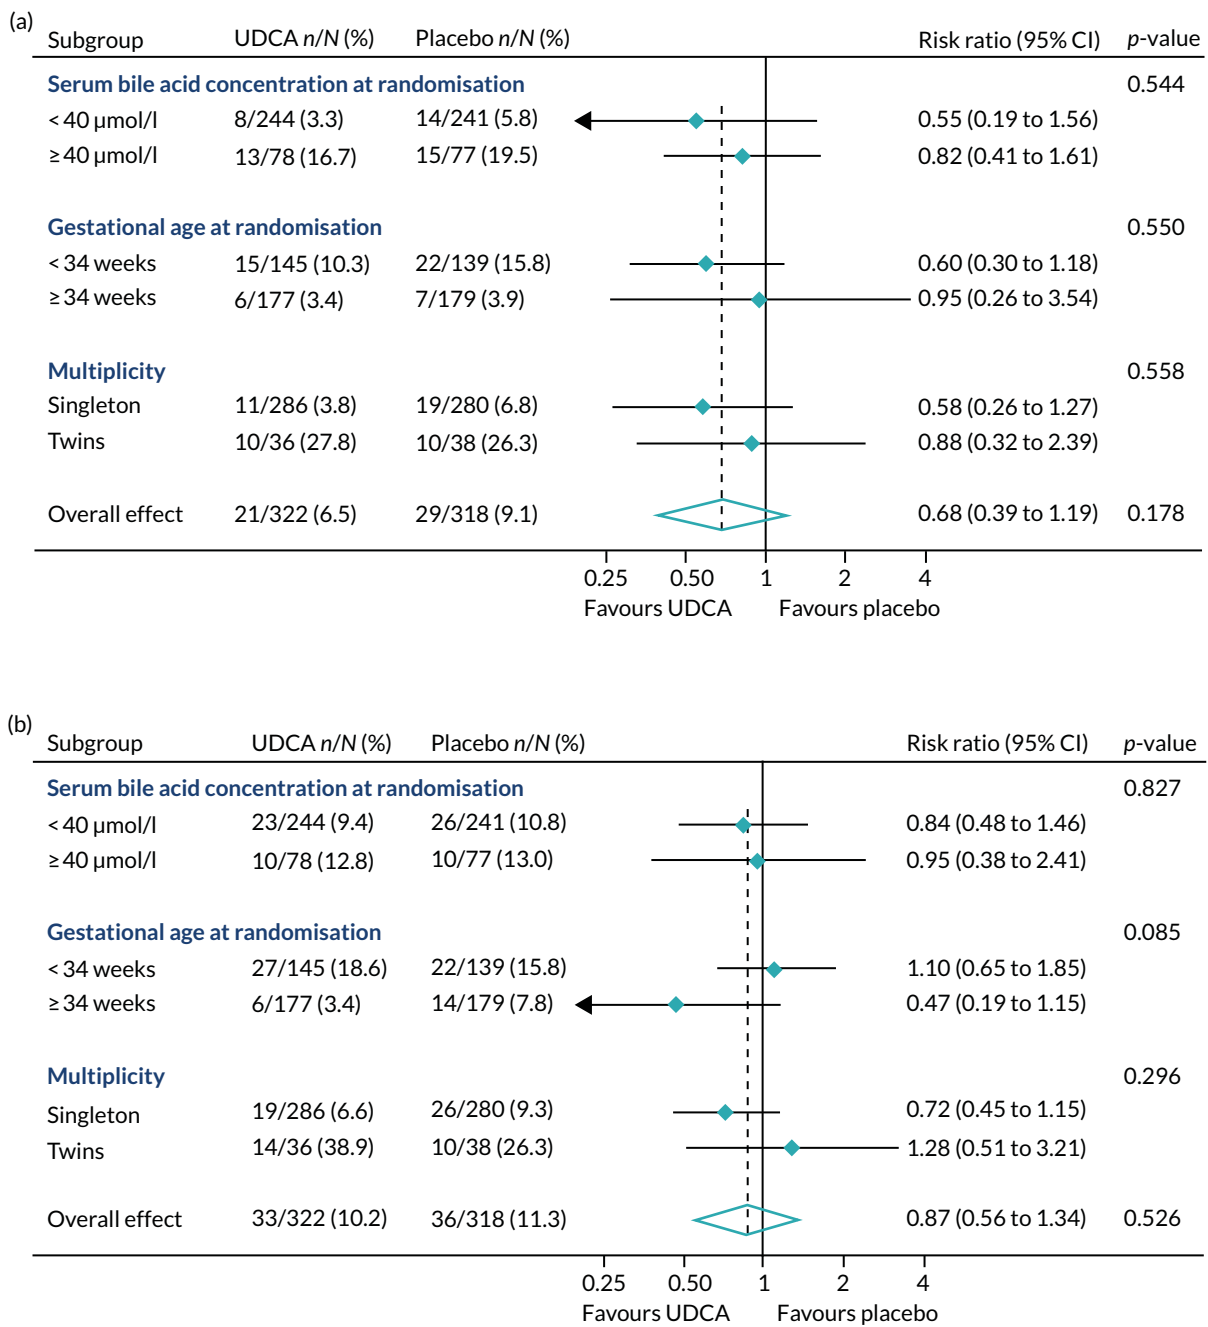 (a)
Subgroup UDCA n/N (%) Placebo n/N (%) Risk ratio (95% CI) p-value
Serum bile acid concentration at randomisation 0.544
< 40 µmol/l 8/244 (3.3) 14/241 (5.8) 0.55 (0.19 to 1.56)
≥ 40 µmol/l 13/78 (16.7) 15/77 (19.5) 0.82 (0.41 to 1.61)
Gestational age at randomisation 0.550
< 34 weeks 15/145 (10.3) 22/139 (15.8) 0.60 (0.30 to 1.18)
≥ 34 weeks 6/177 (3.4) 7/179 (3.9) 0.95 (0.26 to 3.54)
Multiplicity 0.558
Singleton 11/286 (3.8) 19/280 (6.8) 0.58 (0.26 to 1.27)
Twins 10/36 (27.8) 10/38 (26.3) 0.88 (0.32 to 2.39)
Overall effect 21/322 (6.5) 29/318 (9.1) 0.68 (0.39 to 1.19) 0.178
0.25 0.50 1 2 4
Favours UDCA Favours placebo
(b)
Subgroup UDCA n/N (%) Placebo n/N (%) Risk ratio (95% CI) p-value
Serum bile acid concentration at randomisation 0.827
< 40 µmol/l 23/244 (9.4) 26/241 (10.8) 0.84 (0.48 to 1.46)
≥ 40 µmol/l 10/78 (12.8) 10/77 (13.0) 0.95 (0.38 to 2.41)
Gestational age at randomisation 0.085
< 34 weeks 27/145 (18.6) 22/139 (15.8) 1.10 (0.65 to 1.85)
≥ 34 weeks 6/177 (3.4) 14/179 (7.8) 0.47 (0.19 to 1.15)
Multiplicity 0.296
Singleton 19/286 (6.6) 26/280 (9.3) 0.72 (0.45 to 1.15)
Twins 14/36 (38.9) 10/38 (26.3) 1.28 (0.51 to 3.21)
Overall effect 33/322 (10.2) 36/318 (11.3) 0.87 (0.56 to 1.34) 0.526
0.25 0.50 1 2 4
Favours UDCA Favours placebo